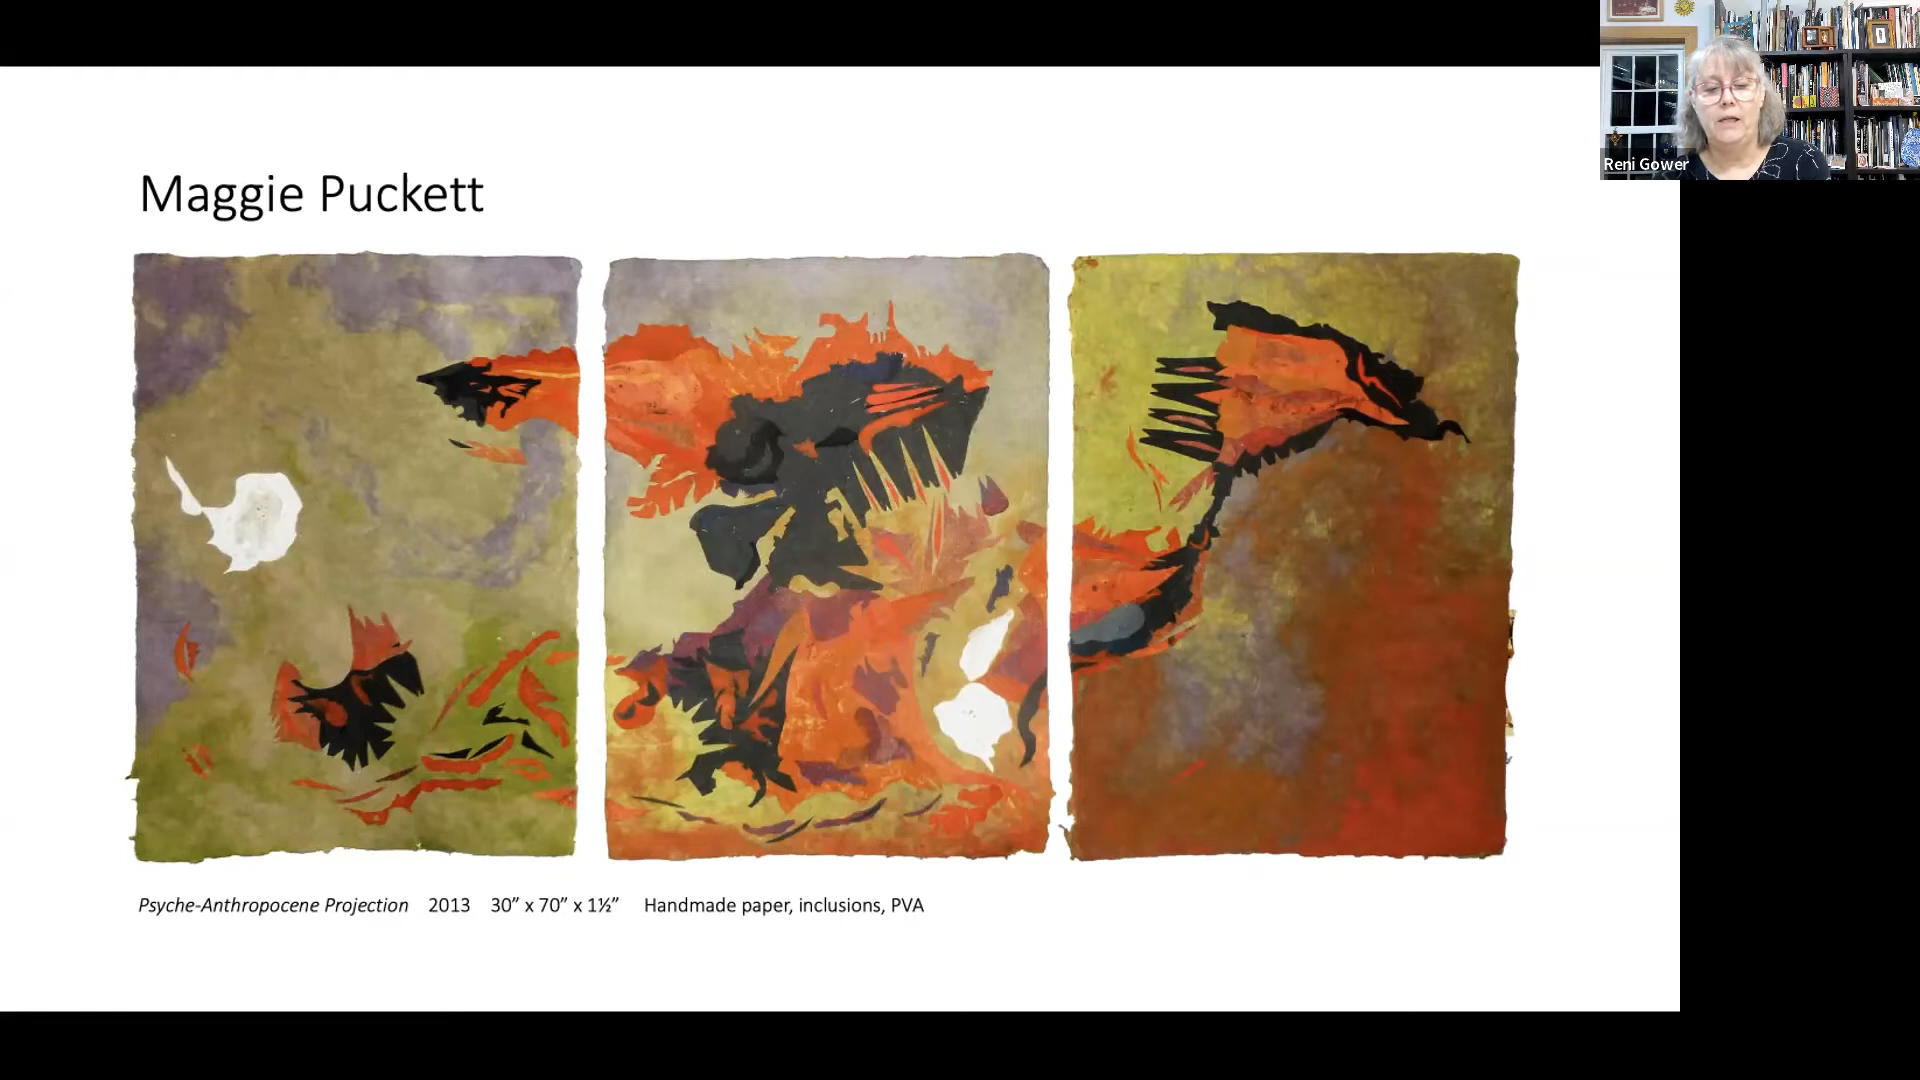 Reni Gower
Maggie Puckett
Psyche-Anthropocene Projection 2013 30” x 70” x 1½” Handmade paper, inclusions, PVA